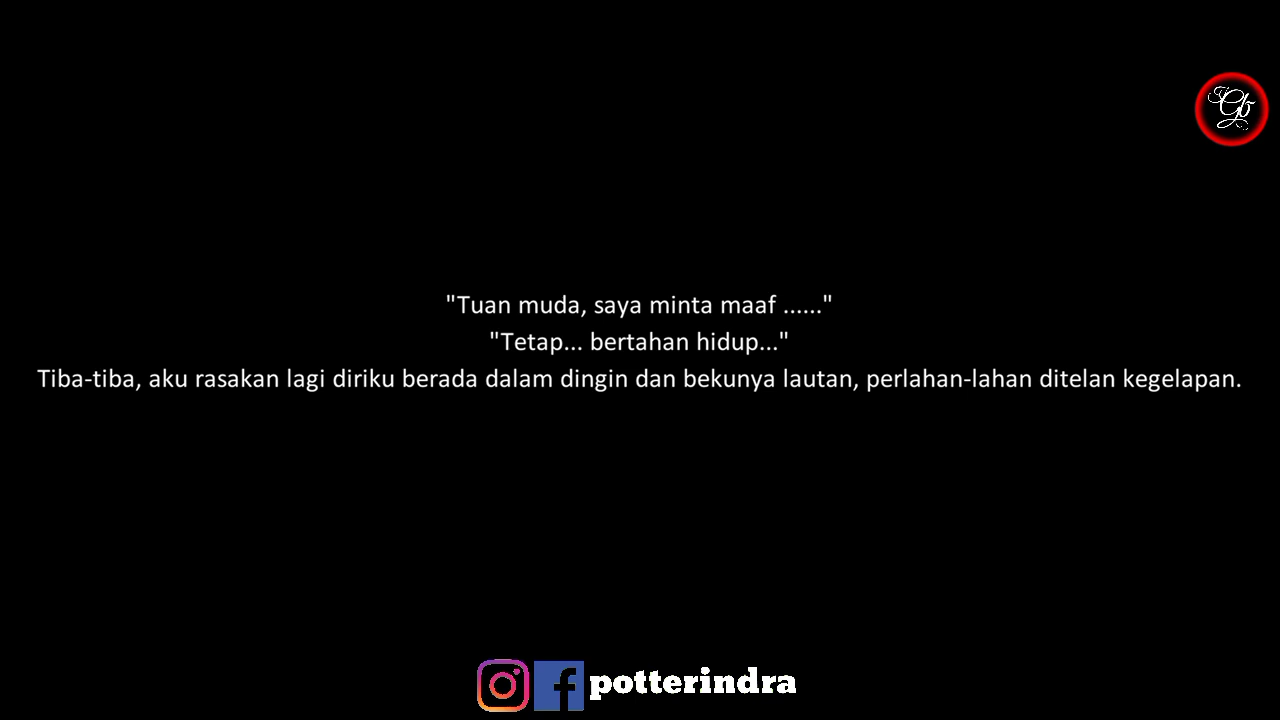 Gb
"Tuan muda, saya minta maaf ......"
"Tetap... bertahan hidup..."
Tiba-tiba, aku rasakan lagi diriku berada dalam dingin dan bekunya lautan, perlahan-lahan ditelan kegelapan.
potterindra